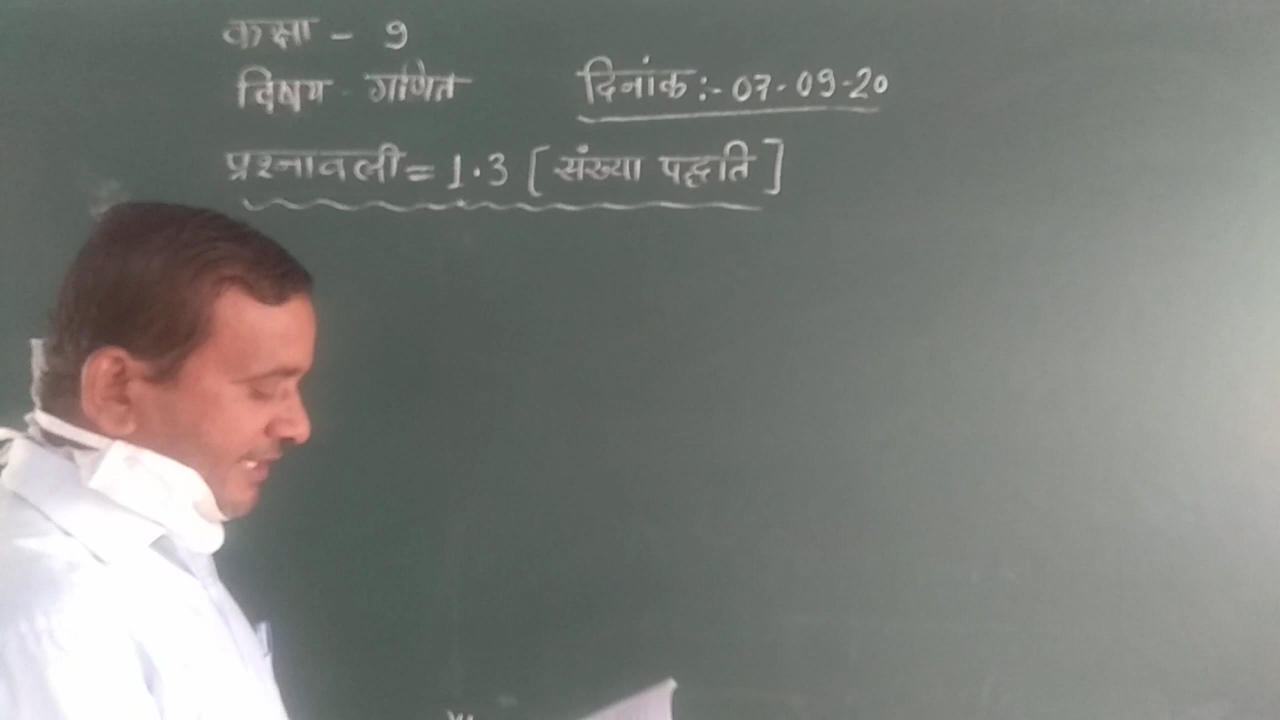 कक्षा - 9
विषय - गणित दिनांक :- 07-09-20
प्रश्नावली = 1.3 [ संख्या पद्धति ]